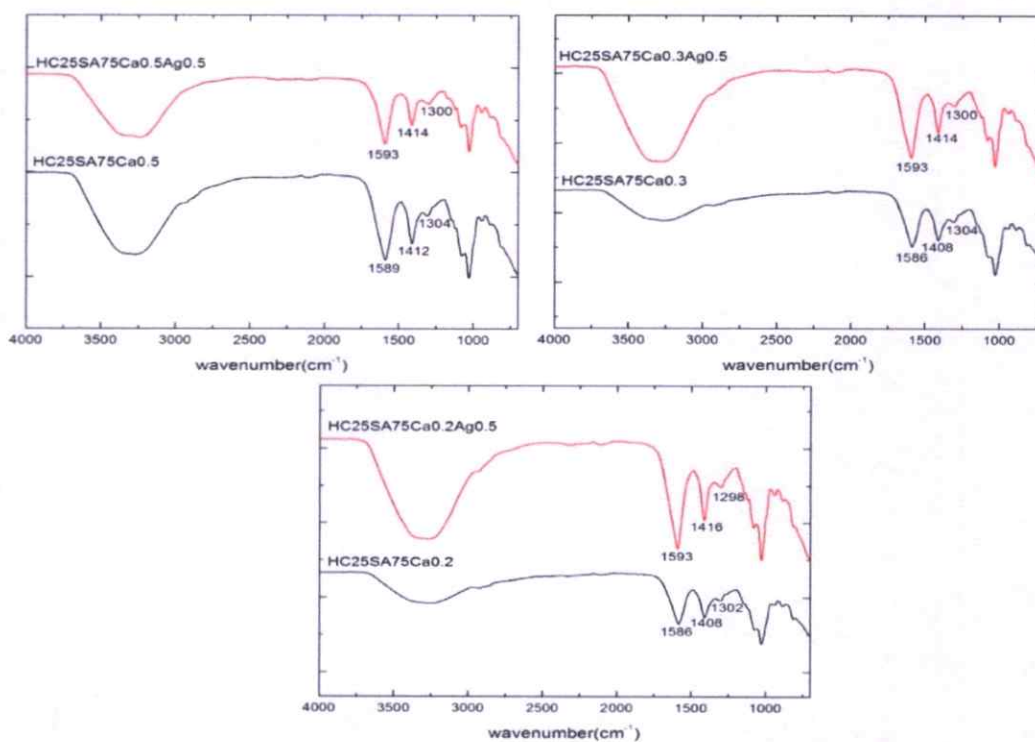 HC25SA75Ca0.5Ag0.5
1593
1414
1300
HC25SA75Ca0.5
1589
1412
1304
4000 3500 3000 2500 2000 1500 1000
wavenumber(cm⁻¹)
HC25SA75Ca0.3Ag0.5
1593
1414
1300
HC25SA75Ca0.3
1586
1408
1304
4000 3500 3000 2500 2000 1500 1000
wavenumber(cm⁻¹)
HC25SA75Ca0.2Ag0.5
1593
1416
1298
HC25SA75Ca0.2
1586
1408
1302
4000 3500 3000 2500 2000 1500 1000
wavenumber(cm⁻¹)